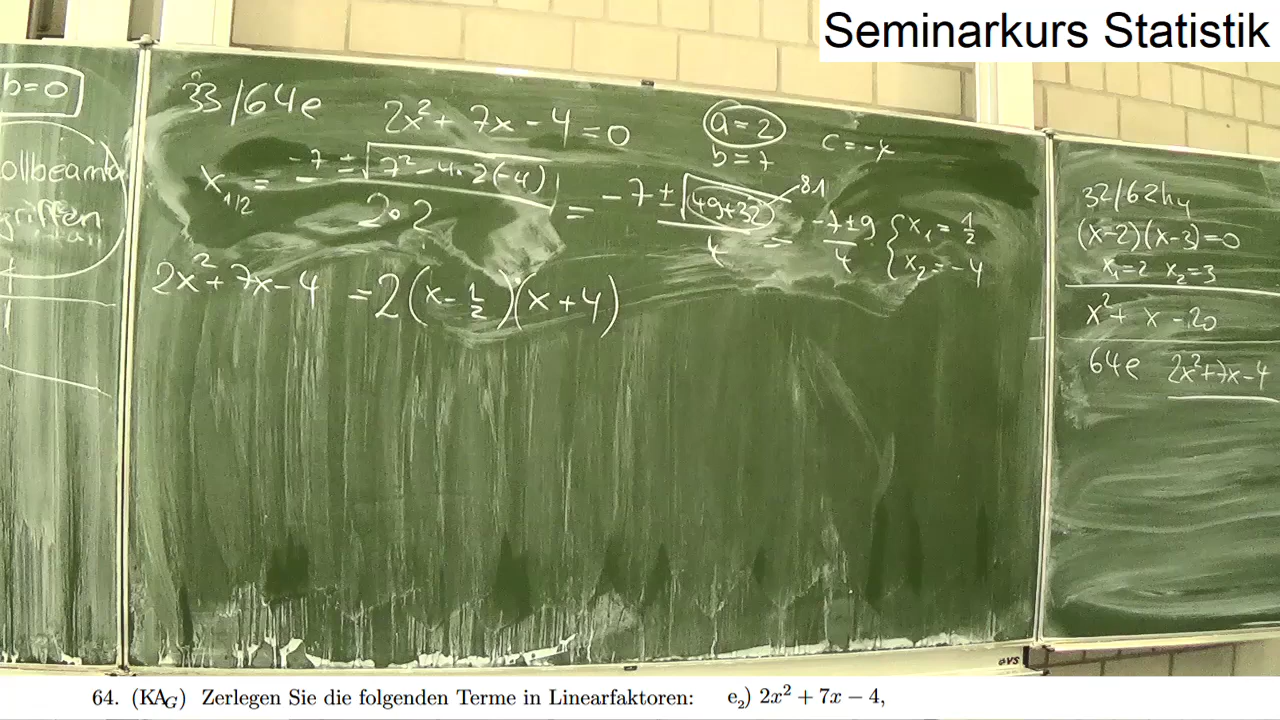 Seminarkurs Statistik
b=0
33/64e
2x²+7x-4=0
a=2
b=7
c=-4
x₁/₂ = (-7±√(7²-4·2(-4)))/(2·2) = (-7±√(49+32))/4 = (-7±9)/4 { x₁=1/2
81
x₂=-4
2x²+7x-4 =2(x-1/2)(x+4)
32/62h4
(x-2)(x-3)=0
x₁=2 x₂=3
x²+x-20
64e 2x²+7x-4
64. (KA_G) Zerlegen Sie die folgenden Terme in Linearfaktoren: e₂) 2x² + 7x − 4,